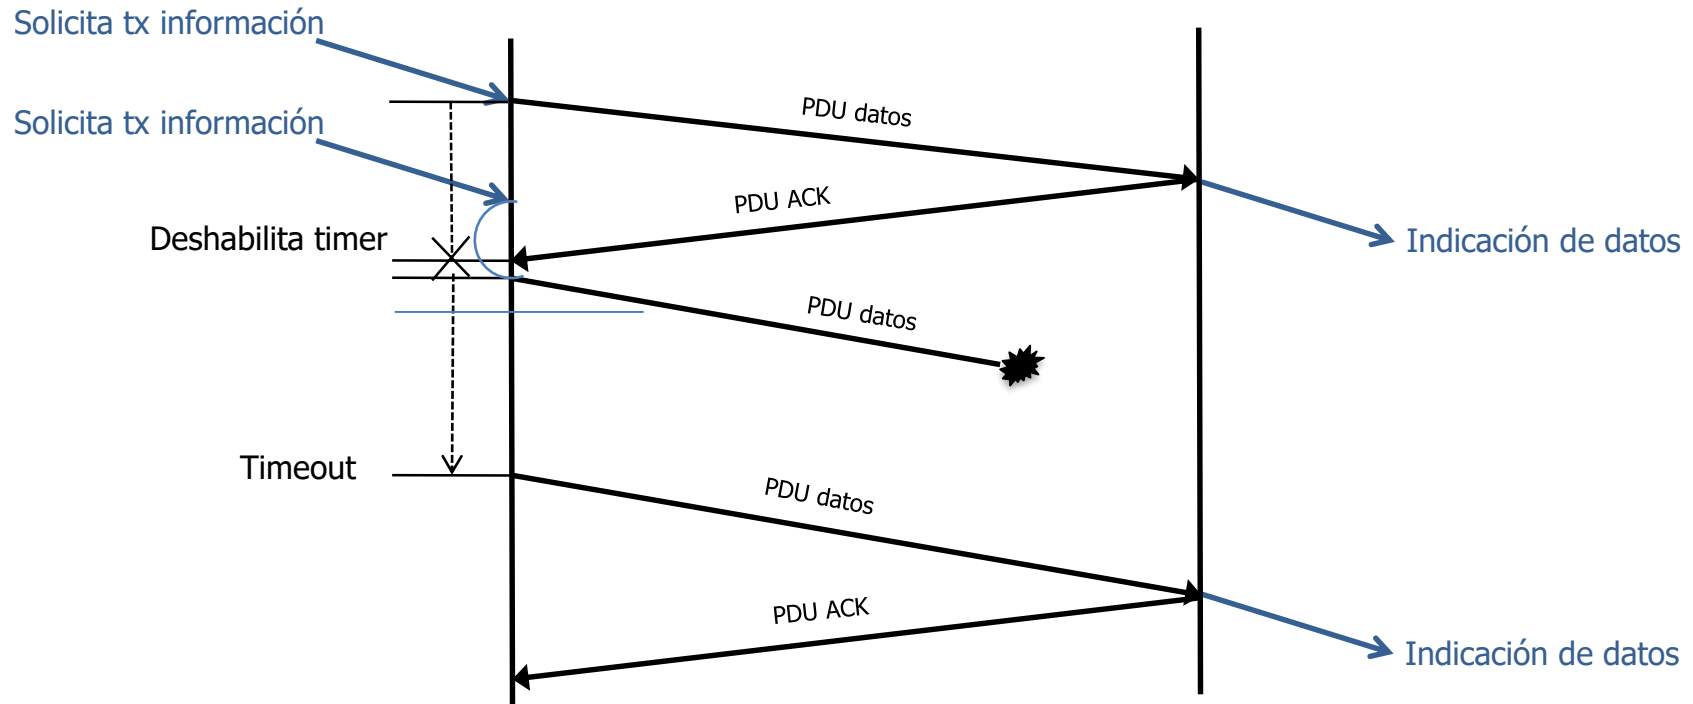 Solicita tx información
PDU datos
Solicita tx información
PDU ACK
Deshabilita timer
Indicación de datos
PDU datos
Timeout
PDU datos
PDU ACK
Indicación de datos